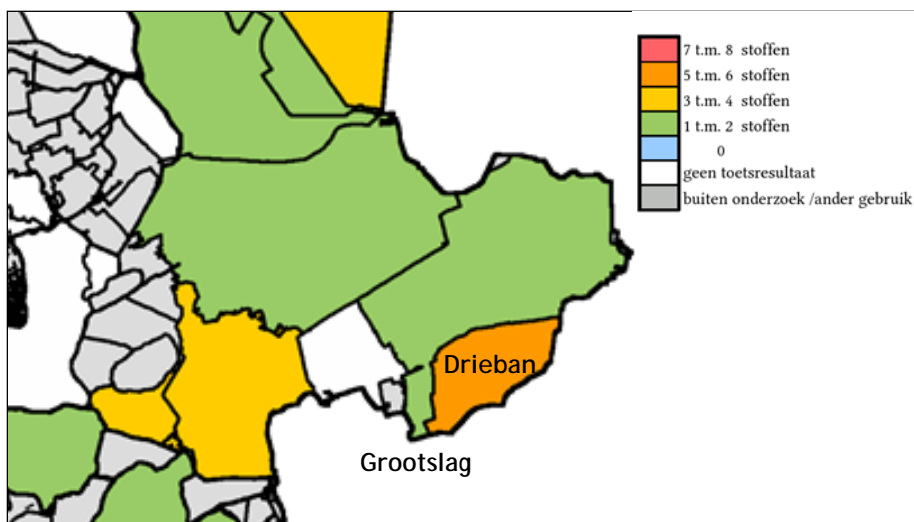 7 t.m. 8 stoffen
5 t.m. 6 stoffen
3 t.m. 4 stoffen
1 t.m. 2 stoffen
0
geen toetsresultaat
buiten onderzoek /ander gebruik
Drieban
Grootslag